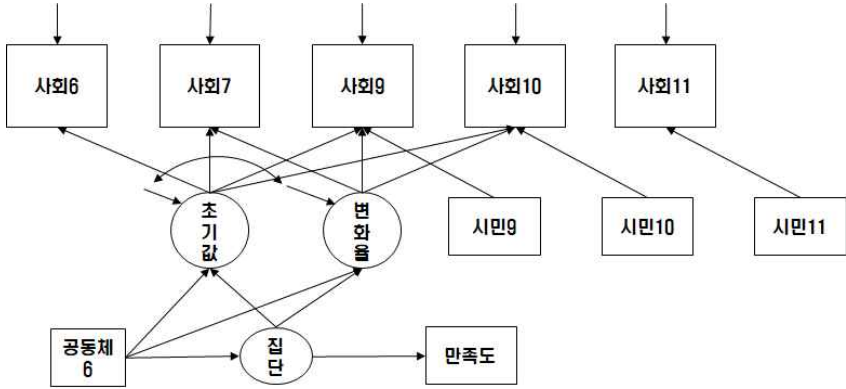 사회6
사회7
사회9
사회10
사회11
초
기
값
변
화
율
시민9
시민10
시민11
공동체
6
집
단
만족도